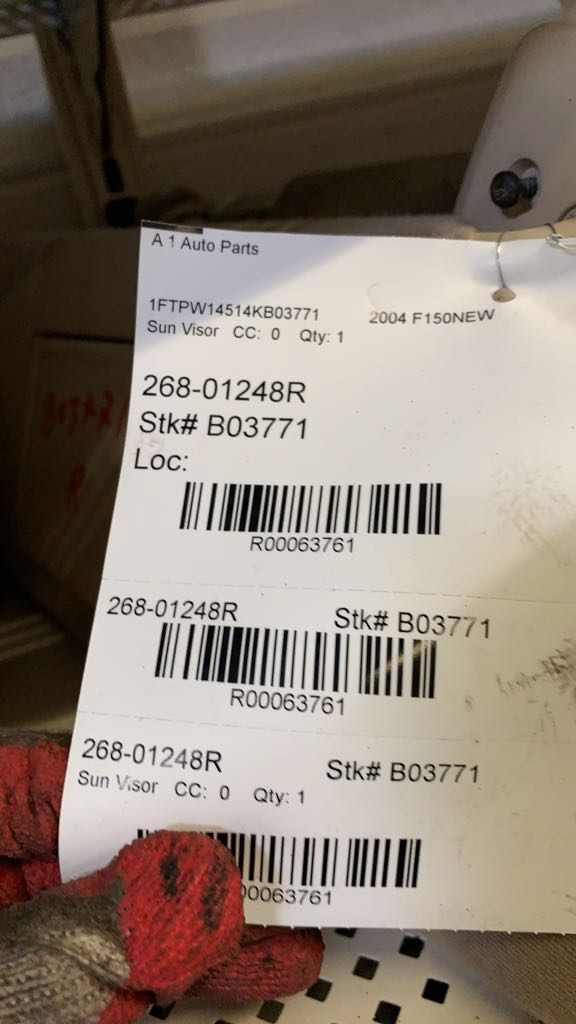 A 1 Auto Parts
1FTPW14514KB03771 2004 F150NEW
Sun Visor CC: 0 Qty: 1
268-01248R
Stk# B03771
Loc:
R00063761
268-01248R Stk# B03771
R00063761
268-01248R Stk# B03771
Sun Visor CC: 0 Qty: 1
00063761